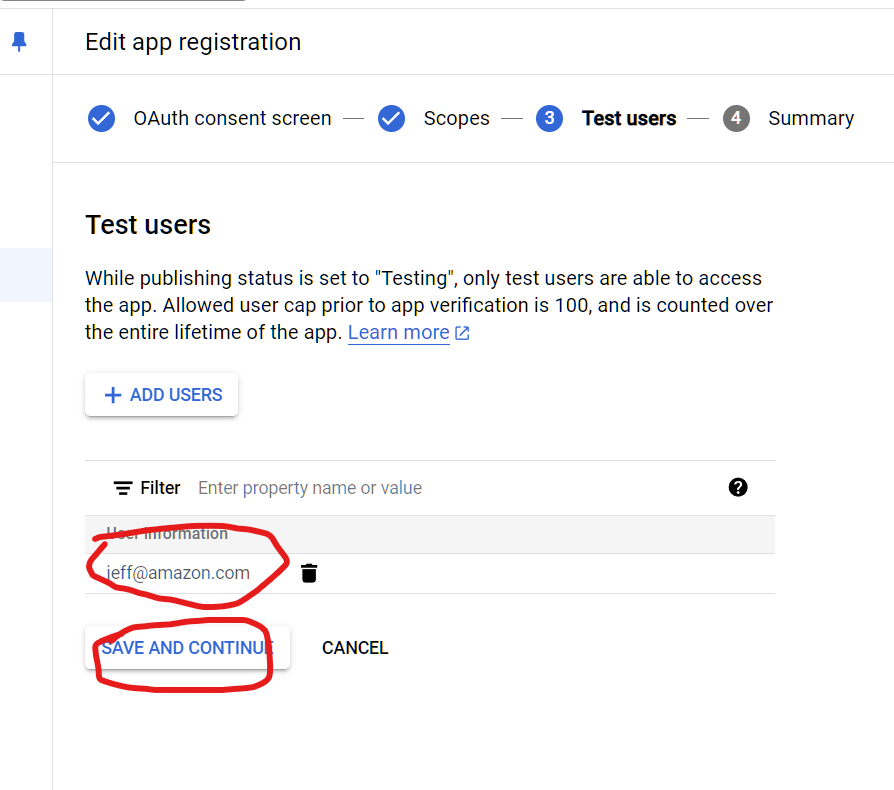 Edit app registration
OAuth consent screen — Scopes — 3 Test users — 4 Summary
Test users
While publishing status is set to "Testing", only test users are able to access
the app. Allowed user cap prior to app verification is 100, and is counted over
the entire lifetime of the app. Learn more
+ ADD USERS
Filter Enter property name or value
User information
jeff@amazon.com
SAVE AND CONTINUE CANCEL